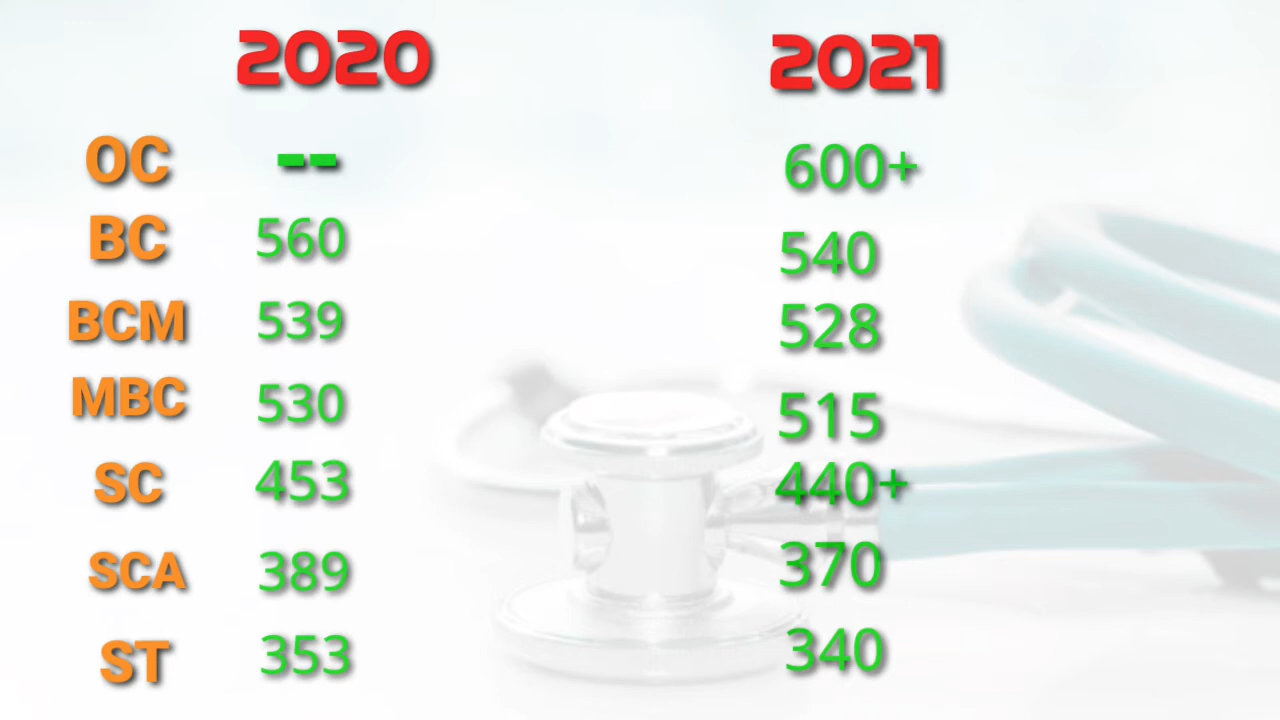 2020 2021
OC -- 600+
BC 560 540
BCM 539 528
MBC 530 515
SC 453 440+
SCA 389 370
ST 353 340